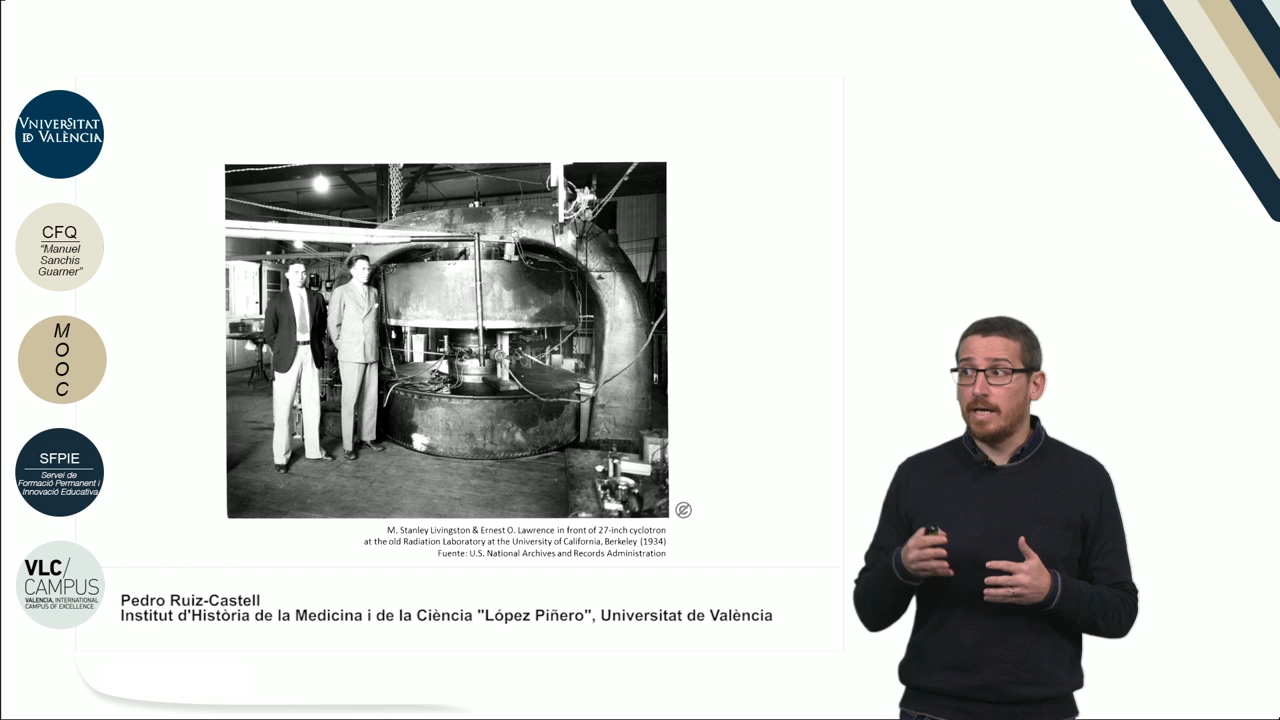 VNIVERSITAT
ID VALÈNCIA
CFQ
"Manuel
Sanchis
Guarner"
M
O
O
C
SFPIE
Servei de
Formació Permanent i
Innovació Educativa
VLC/
CAMPUS
VALENCIA, INTERNATIONAL
CAMPUS OF EXCELLENCE
M. Stanley Livingston & Ernest O. Lawrence in front of 27-inch cyclotron
at the old Radiation Laboratory at the University of California, Berkeley (1934)
Fuente: U.S. National Archives and Records Administration
Pedro Ruiz-Castell
Institut d'Història de la Medicina i de la Ciència "López Piñero", Universitat de València